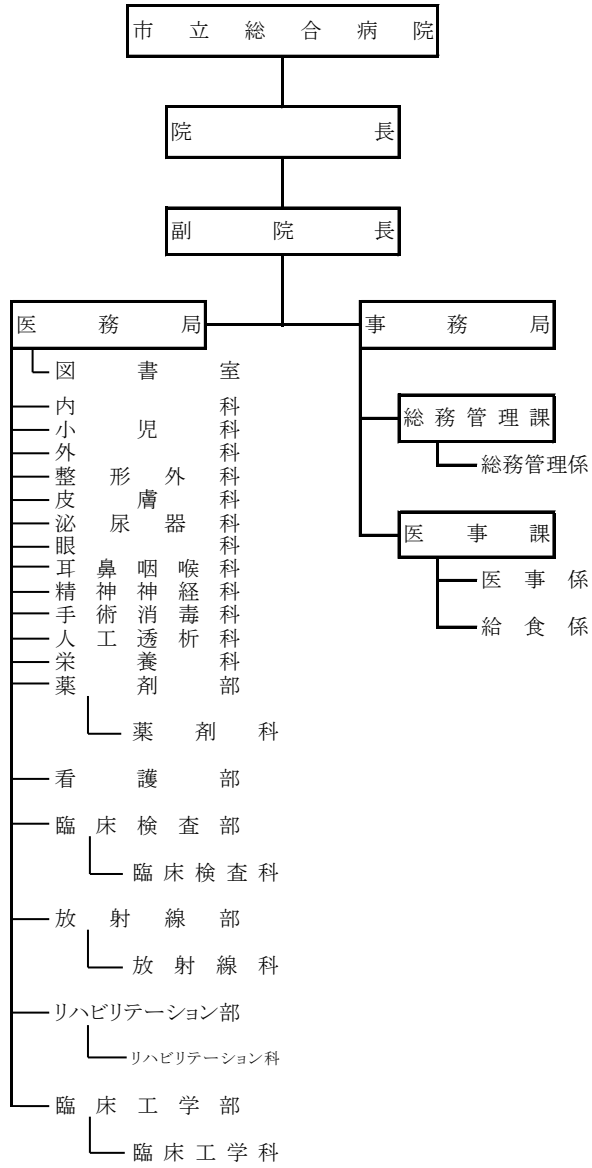 市立総合病院
院長
副院長
医務局
事務局
図書室
内科
小児科
外科
整形外科
皮膚科
泌尿器科
眼科
耳鼻咽喉科
精神神経科
手術消毒科
人工透析科
栄養科
薬剤部
薬剤科
看護部
臨床検査部
臨床検査科
放射線部
放射線科
リハビリテーション部
リハビリテーション科
臨床工学部
臨床工学科
総務管理課
総務管理係
医事課
医事係
給食係